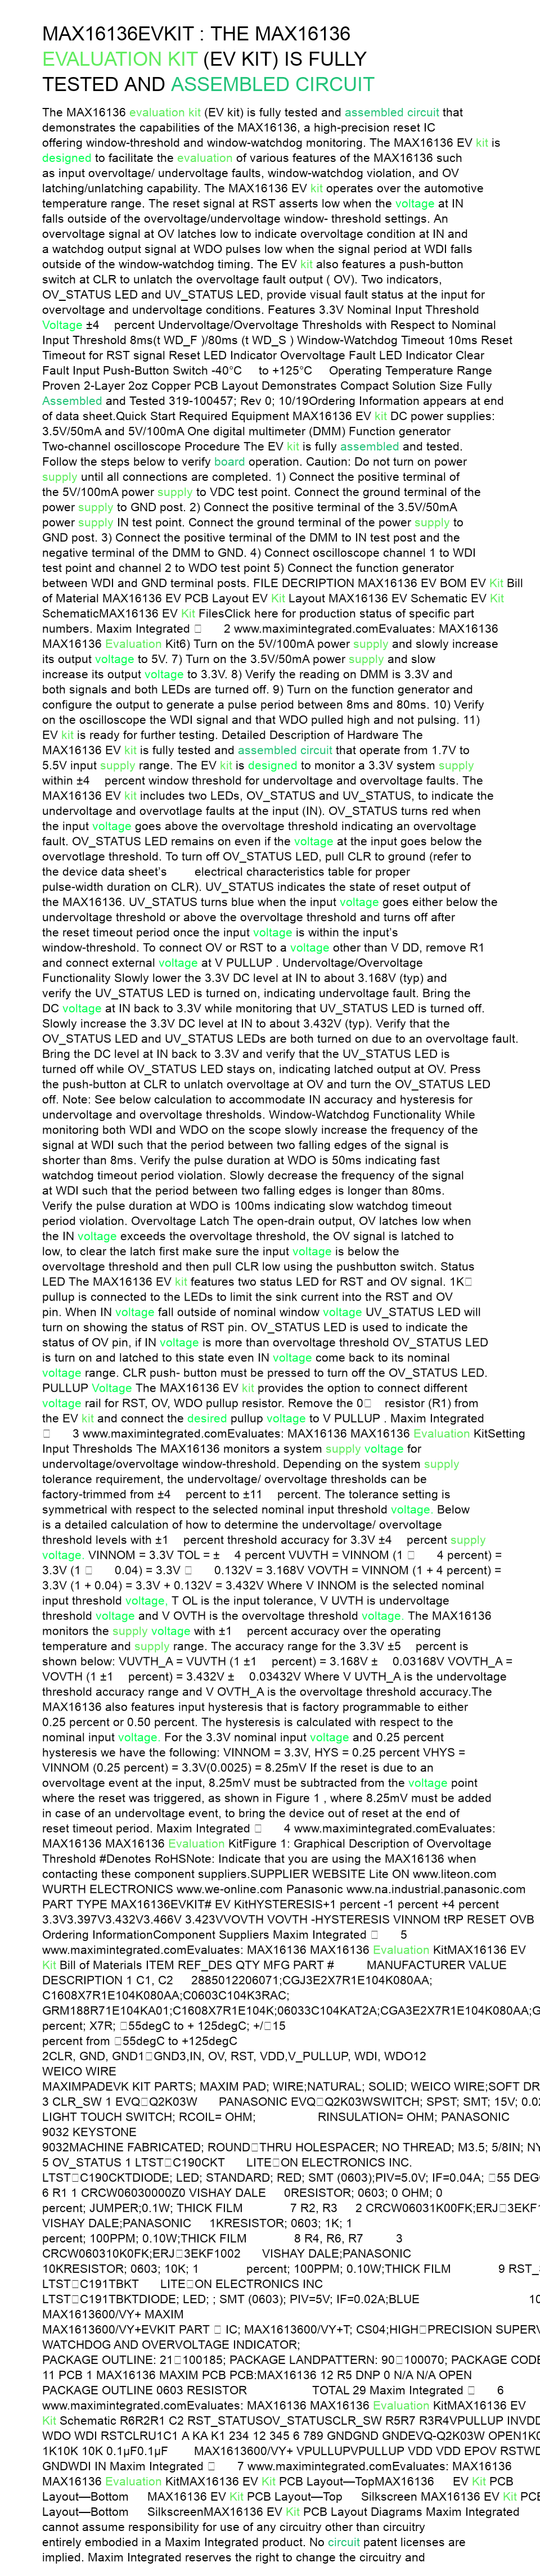 MAX16136EVKIT : THE MAX16136
EVALUATION KIT (EV KIT) IS FULLY
TESTED AND ASSEMBLED CIRCUIT
The MAX16136 evaluation kit (EV kit) is fully tested and assembled circuit that
demonstrates the capabilities of the MAX16136, a high-precision reset IC
offering window-threshold and window-watchdog monitoring. The MAX16136 EV kit is
designed to facilitate the evaluation of various features of the MAX16136 such
as input overvoltage/ undervoltage faults, window-watchdog violation, and OV
latching/unlatching capability. The MAX16136 EV kit operates over the automotive
temperature range. The reset signal at RST asserts low when the voltage at IN
falls outside of the overvoltage/undervoltage window- threshold settings. An
overvoltage signal at OV latches low to indicate overvoltage condition at IN and
a watchdog output signal at WDO pulses low when the signal period at WDI falls
outside of the window-watchdog timing. The EV kit also features a push-button
switch at CLR to unlatch the overvoltage fault output ( OV). Two indicators,
OV_STATUS LED and UV_STATUS LED, provide visual fault status at the input for
overvoltage and undervoltage conditions. Features 3.3V Nominal Input Threshold
Voltage ±4 percent Undervoltage/Overvoltage Thresholds with Respect to Nominal
Input Threshold 8ms(t WD_F )/80ms (t WD_S ) Window-Watchdog Timeout 10ms Reset
Timeout for RST signal Reset LED Indicator Overvoltage Fault LED Indicator Clear
Fault Input Push-Button Switch -40°C to +125°C Operating Temperature Range
Proven 2-Layer 2oz Copper PCB Layout Demonstrates Compact Solution Size Fully
Assembled and Tested 319-100457; Rev 0; 10/19Ordering Information appears at end
of data sheet.Quick Start Required Equipment MAX16136 EV kit DC power supplies:
3.5V/50mA and 5V/100mA One digital multimeter (DMM) Function generator
Two-channel oscilloscope Procedure The EV kit is fully assembled and tested.
Follow the steps below to verify board operation. Caution: Do not turn on power
supply until all connections are completed. 1) Connect the positive terminal of
the 5V/100mA power supply to VDC test point. Connect the ground terminal of the
power supply to GND post. 2) Connect the positive terminal of the 3.5V/50mA
power supply IN test point. Connect the ground terminal of the power supply to
GND post. 3) Connect the positive terminal of the DMM to IN test post and the
negative terminal of the DMM to GND. 4) Connect oscilloscope channel 1 to WDI
test point and channel 2 to WDO test point 5) Connect the function generator
between WDI and GND terminal posts. FILE DECRIPTION MAX16136 EV BOM EV Kit Bill
of Material MAX16136 EV PCB Layout EV Kit Layout MAX16136 EV Schematic EV Kit
SchematicMAX16136 EV Kit FilesClick here for production status of specific part
numbers. Maxim Integrated □ 2 www.maximintegrated.comEvaluates: MAX16136
MAX16136 Evaluation Kit6) Turn on the 5V/100mA power supply and slowly increase
its output voltage to 5V. 7) Turn on the 3.5V/50mA power supply and slow
increase its output voltage to 3.3V. 8) Verify the reading on DMM is 3.3V and
both signals and both LEDs are turned off. 9) Turn on the function generator and
configure the output to generate a pulse period between 8ms and 80ms. 10) Verify
on the oscilloscope the WDI signal and that WDO pulled high and not pulsing. 11)
EV kit is ready for further testing. Detailed Description of Hardware The
MAX16136 EV kit is fully tested and assembled circuit that operate from 1.7V to
5.5V input supply range. The EV kit is designed to monitor a 3.3V system supply
within ±4 percent window threshold for undervoltage and overvoltage faults. The
MAX16136 EV kit includes two LEDs, OV_STATUS and UV_STATUS, to indicate the
undervoltage and overvotlage faults at the input (IN). OV_STATUS turns red when
the input voltage goes above the overvoltage threshold indicating an overvoltage
fault. OV_STATUS LED remains on even if the voltage at the input goes below the
overvotlage threshold. To turn off OV_STATUS LED, pull CLR to ground (refer to
the device data sheet's electrical characteristics table for proper
pulse-width duration on CLR). UV_STATUS indicates the state of reset output of
the MAX16136. UV_STATUS turns blue when the input voltage goes either below the
undervoltage threshold or above the overvoltage threshold and turns off after
the reset timeout period once the input voltage is within the input's
window-threshold. To connect OV or RST to a voltage other than V DD, remove R1
and connect external voltage at V PULLUP . Undervoltage/Overvoltage
Functionality Slowly lower the 3.3V DC level at IN to about 3.168V (typ) and
verify the UV_STATUS LED is turned on, indicating undervoltage fault. Bring the
DC voltage at IN back to 3.3V while monitoring that UV_STATUS LED is turned off.
Slowly increase the 3.3V DC level at IN to about 3.432V (typ). Verify that the
OV_STATUS LED and UV_STATUS LEDs are both turned on due to an overvoltage fault.
Bring the DC level at IN back to 3.3V and verify that the UV_STATUS LED is
turned off while OV_STATUS LED stays on, indicating latched output at OV. Press
the push-button at CLR to unlatch overvoltage at OV and turn the OV_STATUS LED
off. Note: See below to accommodate IN accuracy and hysteresis for
undervoltage and overvoltage thresholds. Window-Watchdog Functionality While
monitoring both WDI and WDO on the scope slowly increase the frequency of the
signal at WDI such that the period between two falling edges of the signal is
shorter than 8ms. Verify the pulse duration at WDO is 50ms indicating fast
watchdog timeout period violation. Slowly decrease the frequency of the signal
at WDI such that the period between two falling edges is longer than 80ms.
Verify the pulse duration at WDO is 100ms indicating slow watchdog timeout
period violation. Overvoltage Latch The open-drain output, OV latches low when
the IN voltage exceeds the overvoltage threshold, the OV signal is latched to
low, to clear the latch first make sure the input voltage is below the
overvoltage threshold and then pull CLR low using the pushbutton switch. Status
LED The MAX16136 EV kit features two status LED for RST and OV signal. 1K□
pullup is connected to the LEDs to limit the sink current into the RST and OV
pin. When IN voltage fall outside of nominal window voltage UV_STATUS LED will
turn on showing the status of RST pin. OV_STATUS LED is used to indicate the
status of OV pin, if IN voltage is more than overvoltage threshold OV_STATUS LED
is turn on and latched to this state even IN voltage come back to its nominal
voltage range. CLR push- button must be pressed to turn off the OV_STATUS LED.
PULLUP Voltage The MAX16136 EV kit provides the option to connect different
voltage rail for RST, OV, WDO pullup resistor. Remove the 0□ resistor (R1) from
the EV kit and connect the desired pullup voltage to V PULLUP . Maxim Integrated
□ 3 www.maximintegrated.comEvaluates: MAX16136 MAX16136 Evaluation KitSetting
Input Thresholds The MAX16136 monitors a system supply voltage for
undervoltage/overvoltage window-threshold. Depending on the system supply
tolerance requirement, the undervoltage/ overvoltage thresholds can be
factory-trimmed from ±4 percent to ±11 percent. The tolerance setting is
symmetrical with respect to the selected nominal input threshold voltage. Below
is a detailed calculation of how to determine the undervoltage/ overvoltage
threshold levels with ±1 percent threshold accuracy for 3.3V ±4 percent supply
voltage. VINNOM = 3.3V TOL = ± 4 percent VUVTH = VINNOM (1 □ 4 percent) =
3.3V (1 □ 0.04) = 3.3V □ 0.132V = 3.168V VOVTH = VINNOM (1 + 4 percent) =
3.3V (1 + 0.04) = 3.3V + 0.132V = 3.432V Where V INNOM is the selected nominal
input threshold voltage, T OL is the input tolerance, V UVTH is undervoltage
threshold voltage and V OVTH is the overvoltage threshold voltage. The MAX16136
monitors the supply voltage with ±1 percent accuracy over the operating
temperature and supply range. The accuracy range for the 3.3V ±5 percent is
shown below: VUVTH_A = VUVTH (1 ±1 percent) = 3.168V ± 0.03168V VOVTH_A =
VOVTH (1 ±1 percent) = 3.432V ± 0.03432V Where V UVTH_A is the undervoltage
threshold accuracy range and V OVTH_A is the overvoltage threshold accuracy.The
MAX16136 also features input hysteresis that is factory programmable to either
0.25 percent or 0.50 percent. The hysteresis is calculated with respect to the
nominal input voltage. For the 3.3V nominal input voltage and 0.25 percent
hysteresis we have the following: VINNOM = 3.3V, HYS = 0.25 percent VHYS =
VINNOM (0.25 percent) = 3.3V(0.0025) = 8.25mV If the reset is due to an
overvoltage event at the input, 8.25mV must be subtracted from the voltage point
where the reset was triggered, as shown in Figure 1 , where 8.25mV must be added
in case of an undervoltage event, to bring the device out of reset at the end of
reset timeout period. Maxim Integrated □ 4 www.maximintegrated.comEvaluates:
MAX16136 MAX16136 Evaluation KitFigure 1: Graphical Description of Overvoltage
Threshold #Denotes RoHSNote: Indicate that you are using the MAX16136 when
contacting these component suppliers.SUPPLIER WEBSITE Lite ON www.liteon.com
WURTH ELECTRONICS www.we-online.com Panasonic www.na.industrial.panasonic.com
PART TYPE MAX16136EVKIT# EV KitHYSTERESIS+1 percent -1 percent +4 percent
3.3V3.397V3.432V3.466V 3.423VVOVTH VOVTH -HYSTERESIS VINNOM tRP RESET OVB
Ordering InformationComponent Suppliers Maxim Integrated □ 5
www.maximintegrated.comEvaluates: MAX16136 MAX16136 Evaluation KitMAX16136 EV
Kit Bill of Materials ITEM REF_DES QTY MFG PART # MANUFACTURER VALUE
DESCRIPTION 1 C1, C2 2885012206071;CGJ3E2X7R1E104K080AA;
C1608X7R1E104K080AA;C0603C104K3RAC;
GRM188R71E104KA01;C1608X7R1E104K;06033C104KAT2A;CGA3E2X7R1E104K080AA;G
percent; X7R; □55degC to + 125degC; +/□15
percent from □55degC to +125degC
2CLR, GND, GND1□GND3,IN, OV, RST, VDD,V_PULLUP, WDI, WDO12
WEICO WIRE
MAXIMPADEVK KIT PARTS; MAXIM PAD; WIRE;NATURAL; SOLID; WEICO WIRE;SOFT DR
3 CLR_SW 1 EVQ□Q2K03W PANASONIC EVQ□Q2K03WSWITCH; SPST; SMT; 15V; 0.02
LIGHT TOUCH SWITCH; RCOIL= OHM; RINSULATION= OHM; PANASONIC
9032 KEYSTONE
9032MACHINE FABRICATED; ROUND□THRU HOLESPACER; NO THREAD; M3.5; 5/8IN; NY
5 OV_STATUS 1 LTST□C190CKT LITE□ON ELECTRONICS INC.
LTST□C190CKTDIODE; LED; STANDARD; RED; SMT (0603);PIV=5.0V; IF=0.04A; □55 DEG
6 R1 1 CRCW06030000Z0 VISHAY DALE 0RESISTOR; 0603; 0 OHM; 0
percent; JUMPER;0.1W; THICK FILM 7 R2, R3 2 CRCW06031K00FK;ERJ□3EKF1
VISHAY DALE;PANASONIC 1KRESISTOR; 0603; 1K; 1
percent; 100PPM; 0.10W;THICK FILM 8 R4, R6, R7 3
CRCW060310K0FK;ERJ□3EKF1002 VISHAY DALE;PANASONIC
10KRESISTOR; 0603; 10K; 1 percent; 100PPM; 0.10W;THICK FILM 9 RST_
LTST□C191TBKT LITE□ON ELECTRONICS INC
LTST□C191TBKTDIODE; LED; ; SMT (0603); PIV=5V; IF=0.02A;BLUE 10
MAX1613600/VY+ MAXIM
MAX1613600/VY+EVKIT PART □ IC; MAX1613600/VY+T; CS04;HIGH□PRECISION SUPERV
WATCHDOG AND OVERVOLTAGE INDICATOR;
PACKAGE OUTLINE: 21□100185; PACKAGE LANDPATTERN: 90□100070; PACKAGE CODE
11 PCB 1 MAX16136 MAXIM PCB PCB:MAX16136 12 R5 DNP 0 N/A N/A OPEN
PACKAGE OUTLINE 0603 RESISTOR TOTAL 29 Maxim Integrated □ 6
www.maximintegrated.comEvaluates: MAX16136 MAX16136 Evaluation KitMAX16136 EV
Kit Schematic R6R2R1 C2 RST_STATUSOV_STATUSCLR_SW R5R7 R3R4VPULLUP INVDD
WDO WDI RSTCLRU1C1 A KA K1 234 12 345 6 789 GNDGND GNDEVQ-Q2K03W OPEN1K0
1K10K 10K 0.1µF0.1µF MAX1613600/VY+ VPULLUPVPULLUP VDD VDD EPOV RSTWD
GNDWDI IN Maxim Integrated □ 7 www.maximintegrated.comEvaluates: MAX16136
MAX16136 Evaluation KitMAX16136 EV Kit PCB Layout—TopMAX16136 EV Kit PCB
Layout—Bottom MAX16136 EV Kit PCB Layout—Top Silkscreen MAX16136 EV Kit PCB
Layout—Bottom SilkscreenMAX16136 EV Kit PCB Layout Diagrams Maxim Integrated
cannot assume responsibility for use of any circuitry other than circuitry
entirely embodied in a Maxim Integrated product. No circuit patent licenses are
implied. Maxim Integrated reserves the right to change the circuitry and